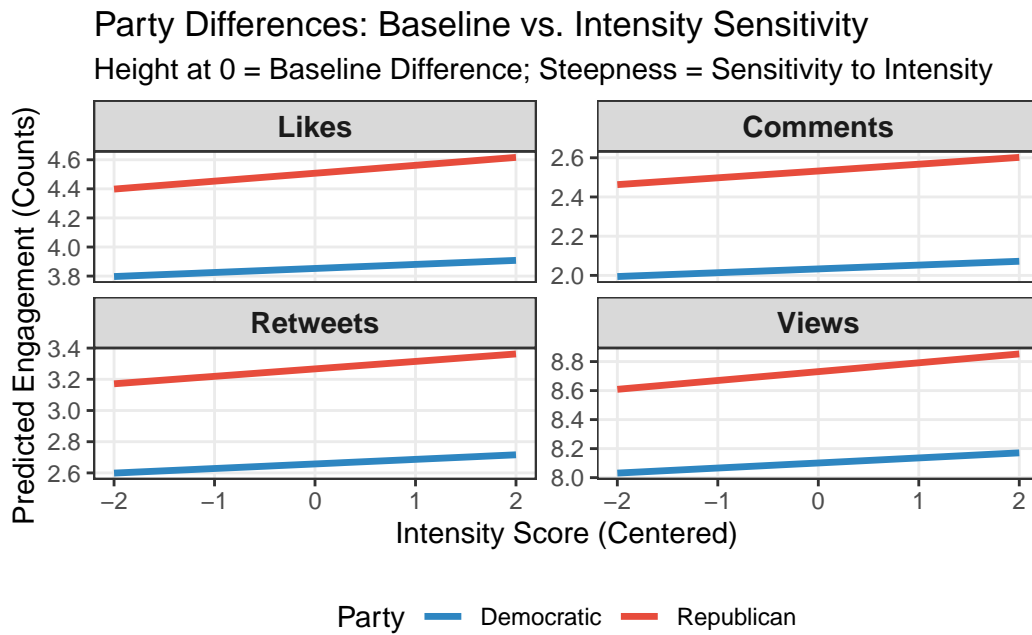 Party Differences: Baseline vs. Intensity Sensitivity
Height at 0 = Baseline Difference; Steepness = Sensitivity to Intensity
Predicted Engagement (Counts)
Likes
4.6
4.4
4.2
4.0
3.8
Comments
2.6
2.4
2.2
2.0
Retweets
3.4
3.2
3.0
2.8
2.6
−2 −1 0 1 2
Views
8.8
8.6
8.4
8.2
8.0
−2 −1 0 1 2
Intensity Score (Centered)
Party Democratic Republican